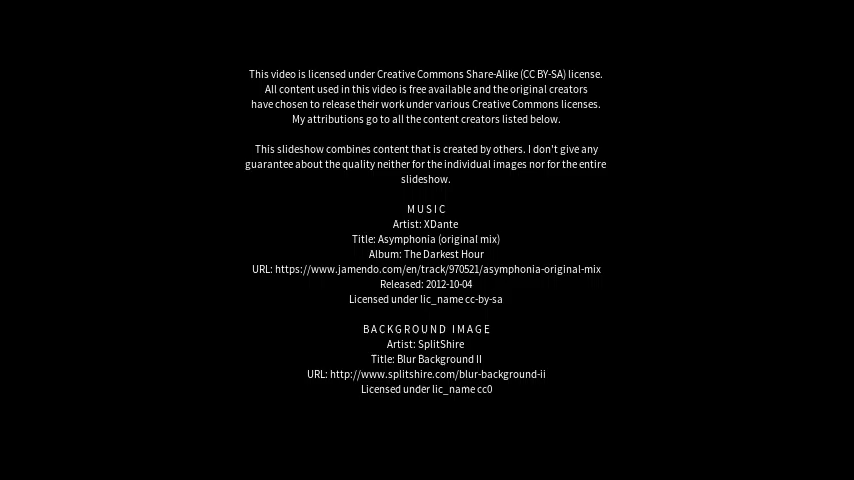 This video is licensed under Creative Commons Share-Alike (CC BY-SA) license.
All content used in this video is free available and the original creators
have chosen to release their work under various Creative Commons licenses.
My attributions go to all the content creators listed below.
This slideshow combines content that is created by others. I don't give any
guarantee about the quality neither for the individual images nor for the entire
slideshow.
MUSIC
Artist: XDante
Title: Asymphonia (original mix)
Album: The Darkest Hour
URL: https://www.jamendo.com/en/track/970521/asymphonia-original-mix
Released: 2012-10-04
Licensed under lic_name cc-by-sa
BACKGROUND IMAGE
Artist: SplitShire
Title: Blur Background II
URL: http://www.splitshire.com/blur-background-ii
Licensed under lic_name cc0